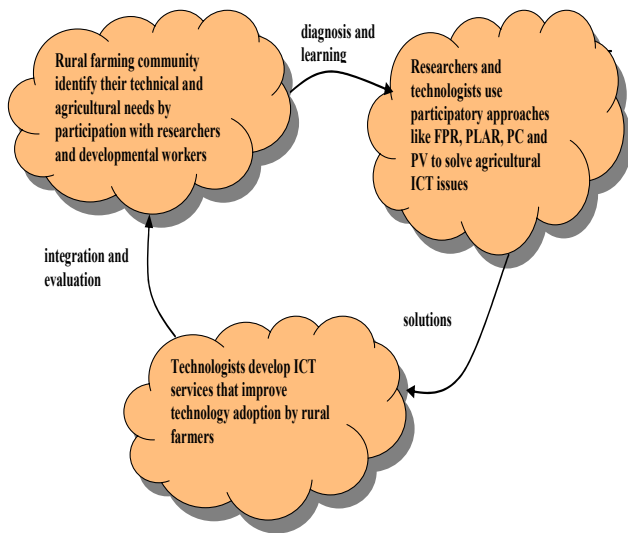 Rural farming community
identify their technical and
agricultural needs by
participation with researchers
and developmental workers
diagnosis and
learning
Researchers and
technologists use
participatory approaches
like FPR, PLAR, PC and
PV to solve agricultural
ICT issues
solutions
Technologists develop ICT
services that improve
technology adoption by rural
farmers
integration and
evaluation